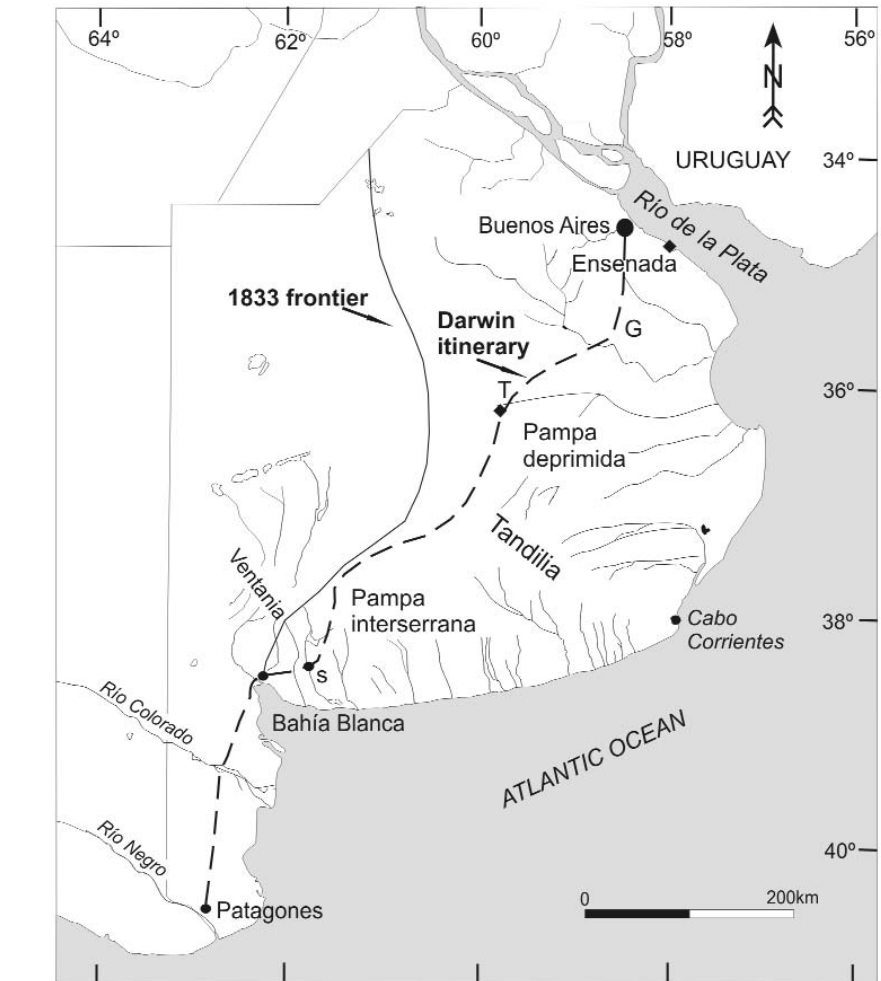 64º
62º
60º
58º
56º
N
URUGUAY
34º
Río de la Plata
Buenos Aires
Ensenada
1833 frontier
Darwin
itinerary
G
T
36º
Pampa
deprimida
Tandilia
Ventania
Pampa
interserrana
38º
Cabo
Corrientes
s
Río Colorado
Bahía Blanca
ATLANTIC OCEAN
Río Negro
40º
0
200km
Patagones